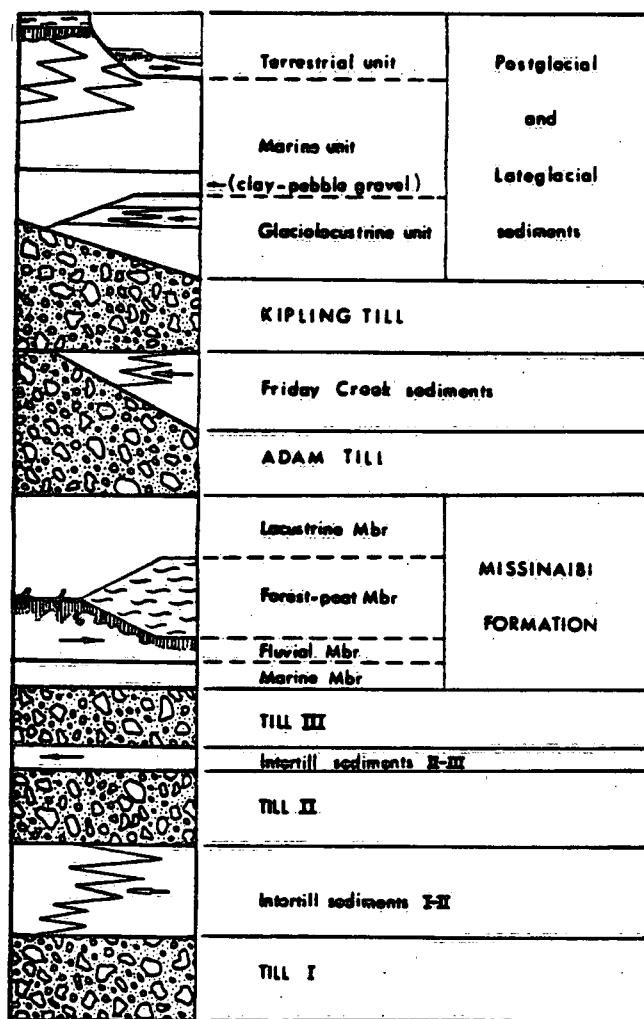 Terrestrial unit
Marine unit
(clay-pebble gravel)
Glaciolacustrine unit
Postglacial
and
Lateglacial
sediments
KIPLING TILL
Friday Creek sediments
ADAM TILL
Lacustrine Mbr
Forest-peat Mbr
Fluvial Mbr
Marine Mbr
MISSINAIBI
FORMATION
TILL III
Intertill sediments II-III
TILL II
Intertill sediments I-II
TILL I